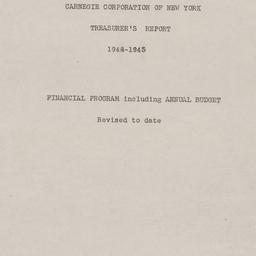 CARNEGIE CORPORATION OF NEW YORK
TREASURER'S REPORT
1944-1945
FINANCIAL PROGRAM including ANNUAL BUDGET
Revised to date